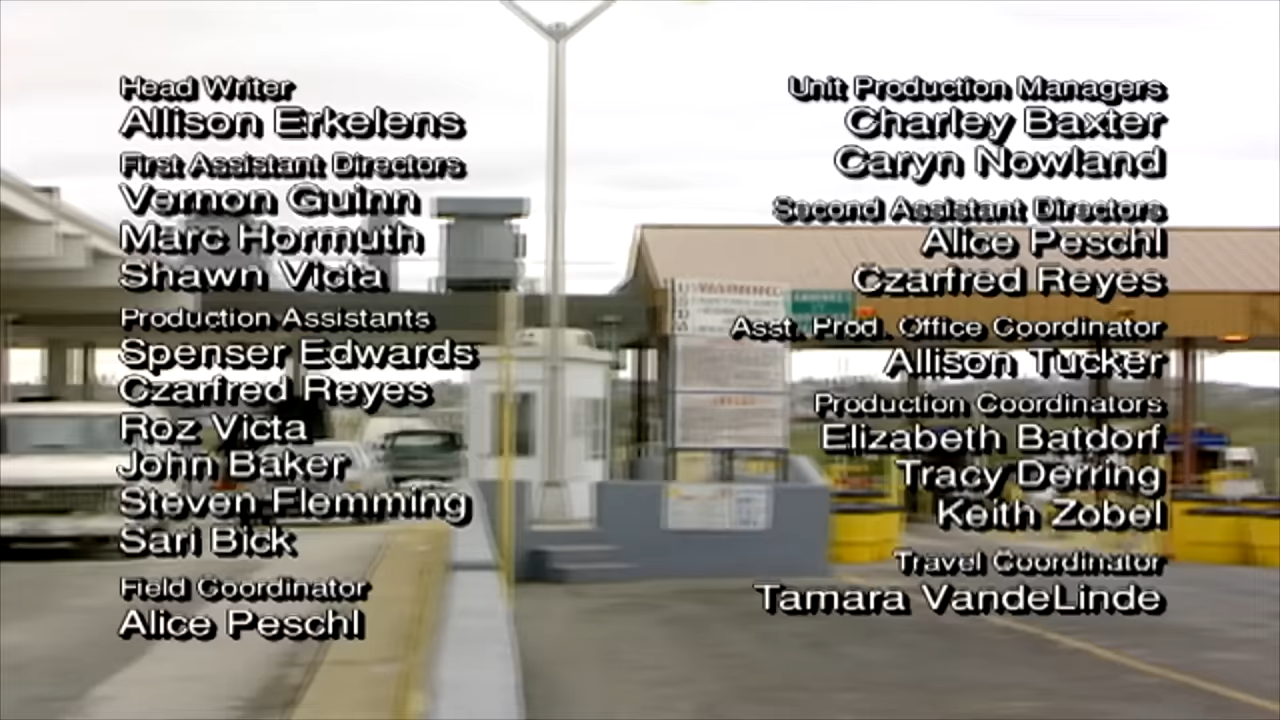 Head Writer
Allison Erkelens
First Assistant Directors
Vernon Guinn
Marc Hormuth
Shawn Victa
Production Assistants
Spenser Edwards
Czarfred Reyes
Roz Victa
John Baker
Steven Flemming
Sari Bick
Field Coordinator
Alice Peschl
Unit Production Managers
Charley Baxter
Caryn Nowland
Second Assistant Directors
Alice Peschl
Czarfred Reyes
Asst. Prod. Office Coordinator
Allison Tucker
Production Coordinators
Elizabeth Batdorf
Tracy Derring
Keith Zobel
Travel Coordinator
Tamara VandeLinde
WARNING